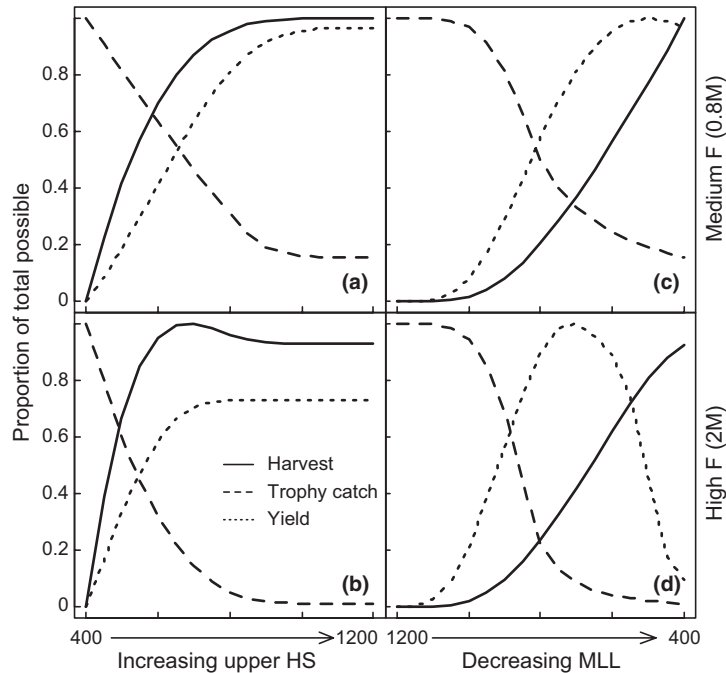 Proportion of total possible
0.8
0.6
0.4
0.2
0
(a)
(c)
Medium F (0.8M)
0.8
0.6
0.4
0.2
0
Harvest
Trophy catch
Yield
(b)
(d)
High F (2M)
400
1200
1200
400
Increasing upper HS
Decreasing MLL